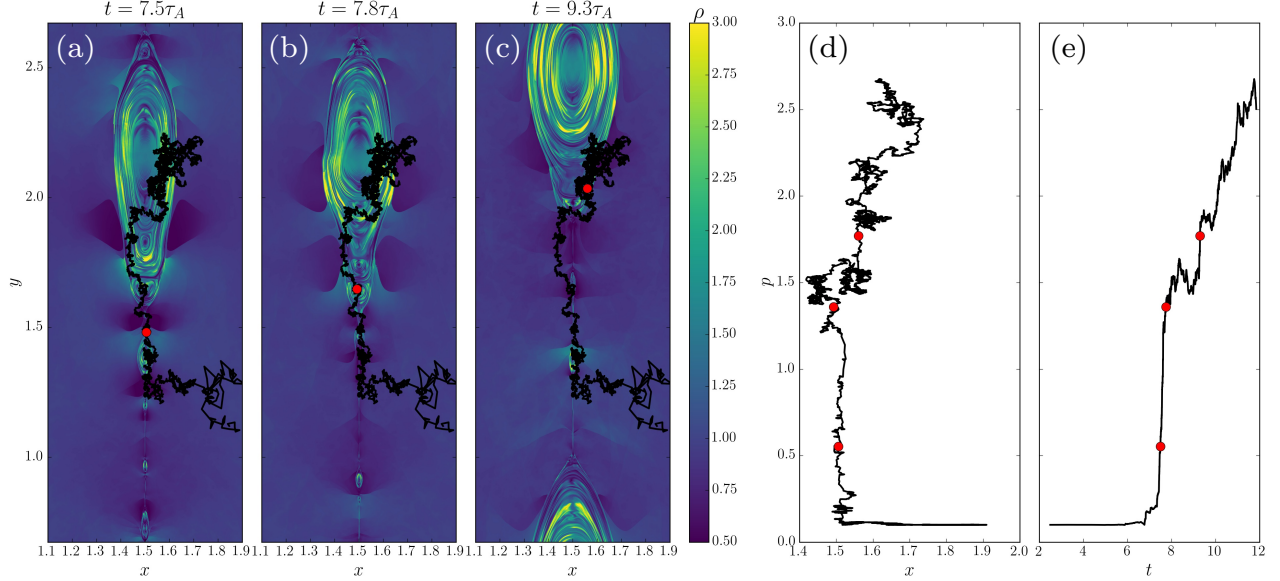 t = 7.5τ_A
t = 7.8τ_A
t = 9.3τ_A
ρ
(a)
(b)
(c)
(d)
(e)
2.5
2.0
1.5
1.0
y
1.1 1.2 1.3 1.4 1.5 1.6 1.7 1.8 1.9
x
1.1 1.2 1.3 1.4 1.5 1.6 1.7 1.8 1.9
x
1.1 1.2 1.3 1.4 1.5 1.6 1.7 1.8 1.9
x
3.00
2.75
2.50
2.25
2.00
1.75
1.50
1.25
1.00
0.75
0.50
3.0
2.5
2.0
1.5
1.0
0.5
0.0
p
1.4 1.5 1.6 1.7 1.8 1.9 2.0
x
2 4 6 8 10 12
t